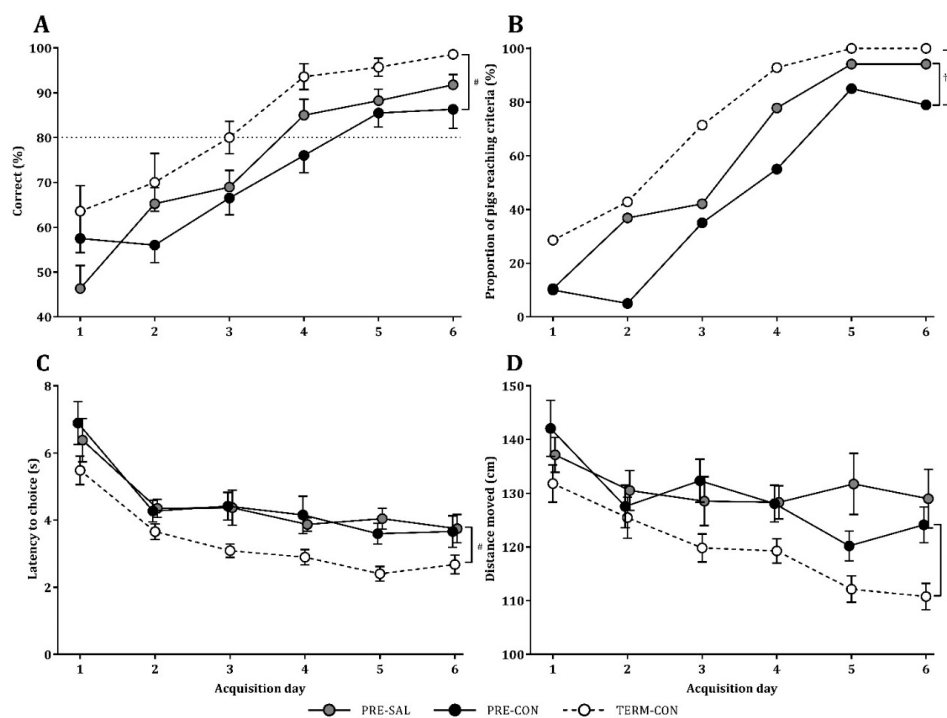 A
B
Correct (%)
100
90
80
70
60
50
40
1 2 3 4 5 6
#
Proportion of pigs reaching criteria (%)
100
80
60
40
20
0
1 2 3 4 5 6
†
C
D
Latency to choice (s)
8
6
4
2
0
1 2 3 4 5 6
Acquisition day
#
Distance moved (cm)
150
140
130
120
110
100
1 2 3 4 5 6
Acquisition day
PRE-SAL PRE-CON TERM-CON